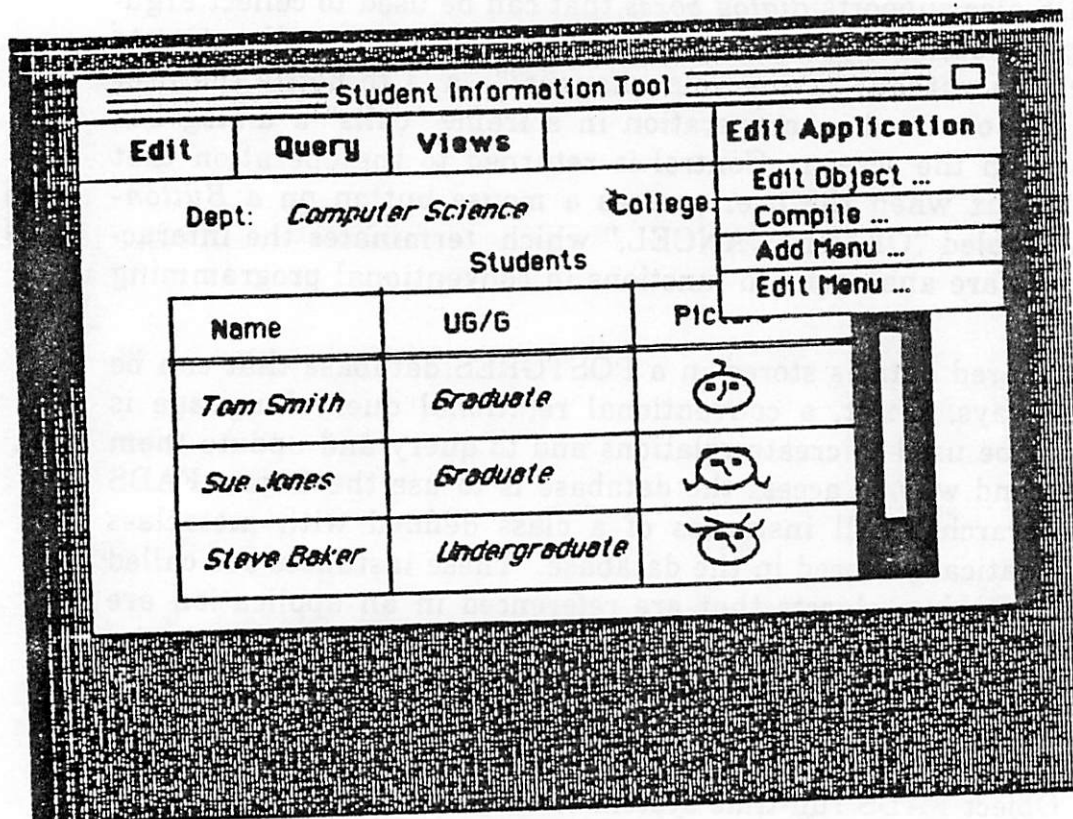 Student Information Tool
Edit Query Views Edit Application
Edit Object ...
Compile ...
Add Menu ...
Edit Menu ...
Dept: Computer Science College:
Students
Name UG/G
Tom Smith Graduate
Sue Jones Graduate
Steve Baker Undergraduate